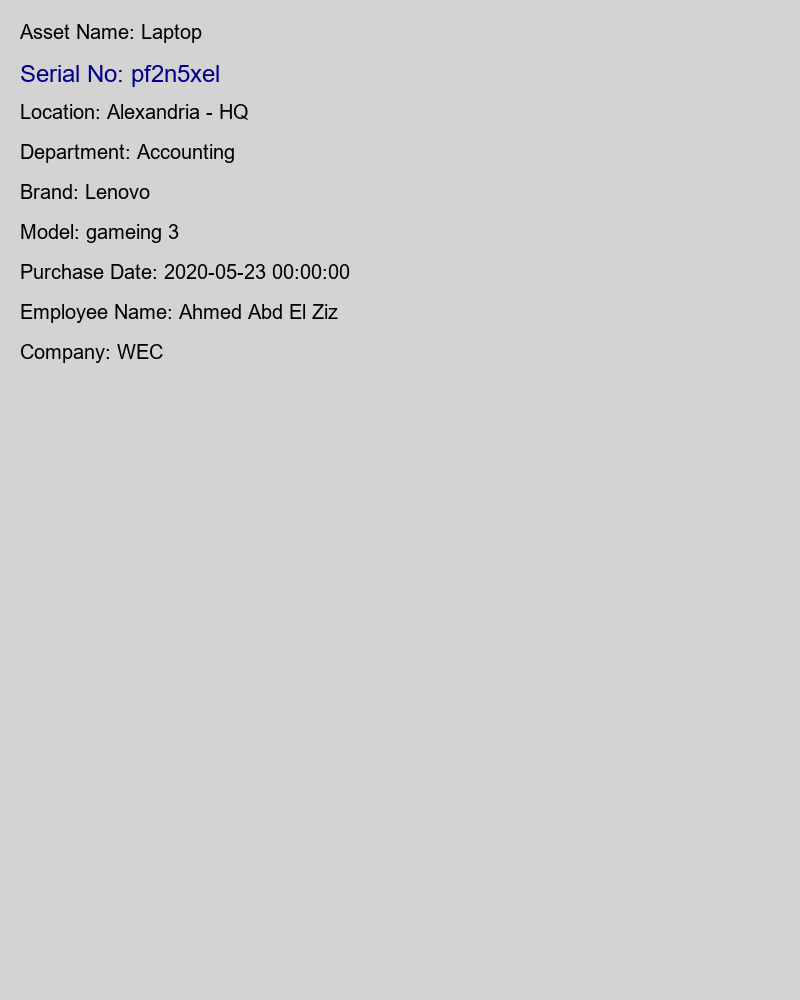 Asset Name: Laptop
Serial No: pf2n5xel
Location: Alexandria - HQ
Department: Accounting
Brand: Lenovo
Model: gameing 3
Purchase Date: 2020-05-23 00:00:00
Employee Name: Ahmed Abd El Ziz
Company: WEC